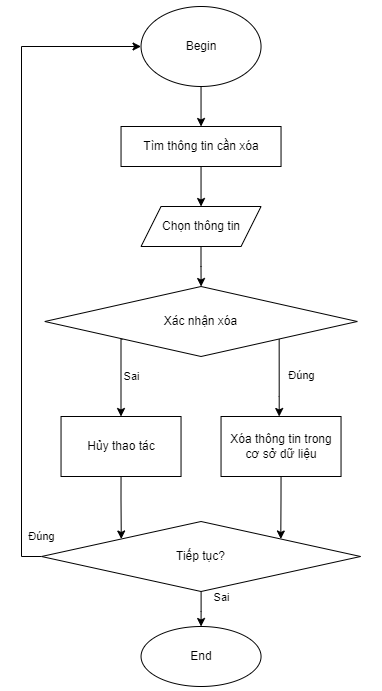 Begin
Tìm thông tin cần xóa
Chọn thông tin
Xác nhận xóa
Sai
Đúng
Hủy thao tác
Xóa thông tin trong
cơ sở dữ liệu
Đúng
Tiếp tục?
Sai
End